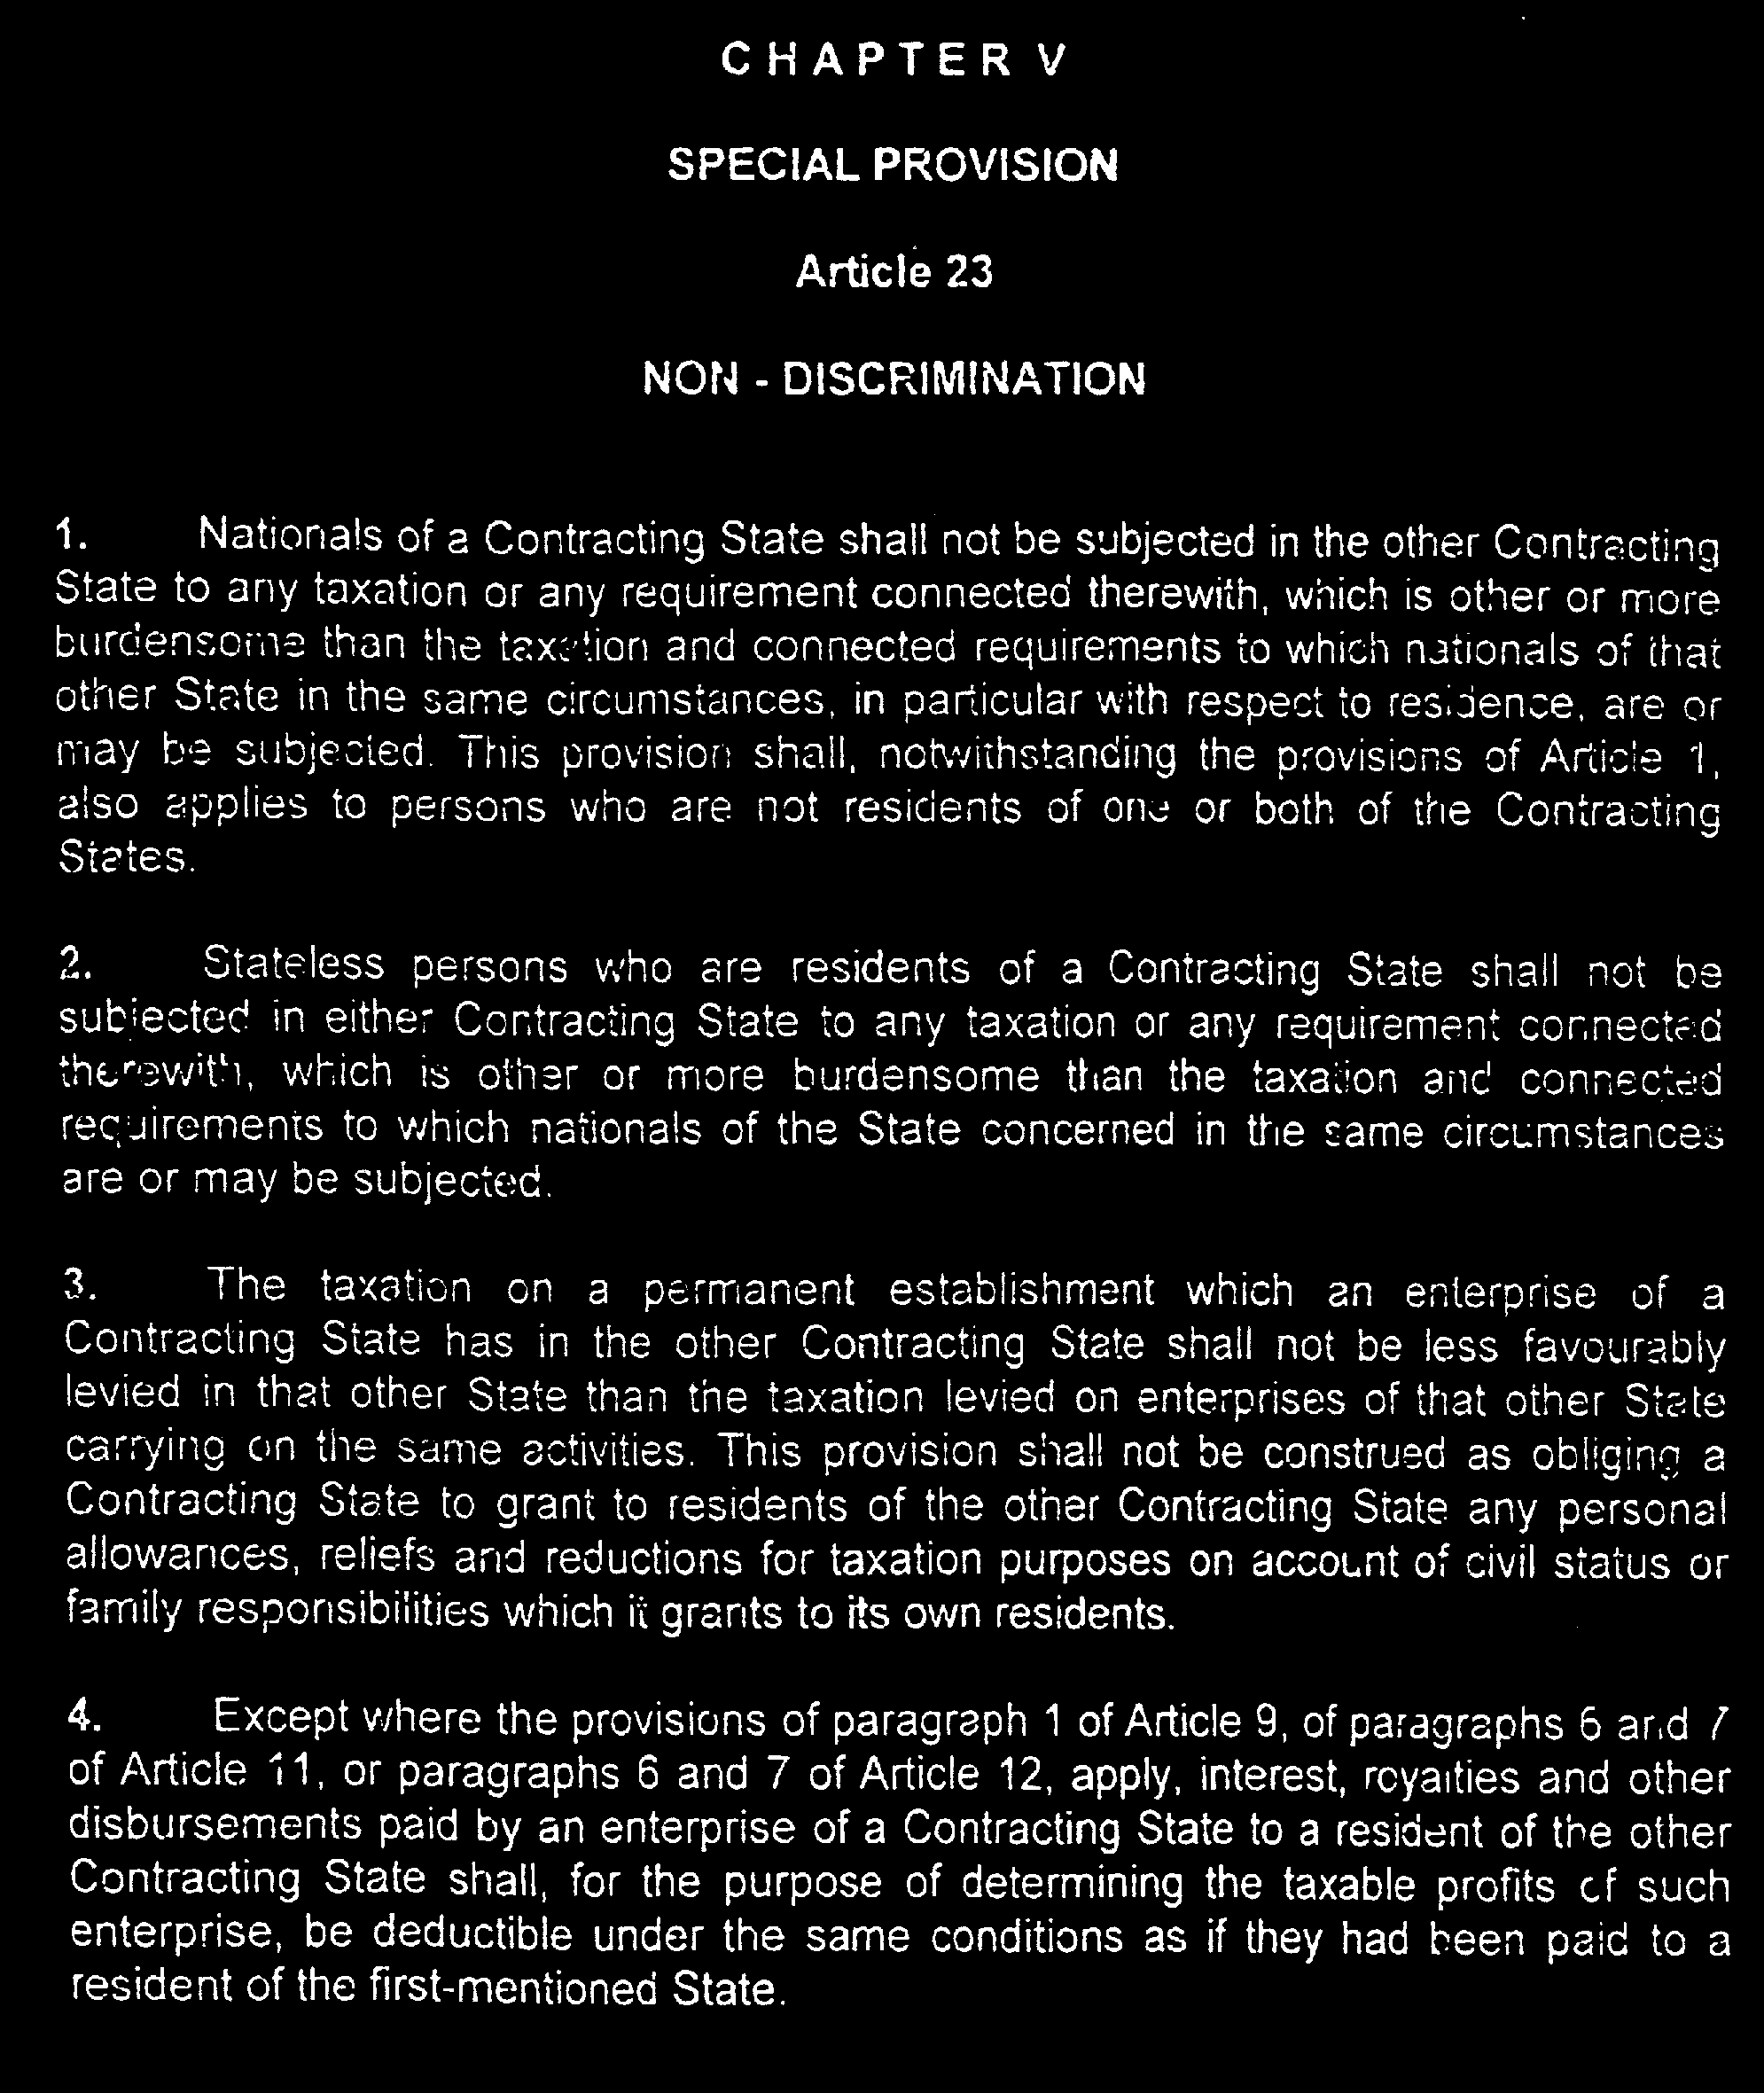 CHAPTER V
SPECIAL PROVISION
Article 23
NON - DISCRIMINATION
1. Nationals of a Contracting State shall not be subjected in the other Contracting
State to any taxation or any requirement connected therewith, which is other or more
burdensome than the taxation and connected requirements to which nationals of that
other State in the same circumstances, in particular with respect to residence, are or
may be subjected. This provision shall, notwithstanding the provisions of Article 1,
also applies to persons who are not residents of one or both of the Contracting
States.
2. Stateless persons who are residents of a Contracting State shall not be
subjected in either Contracting State to any taxation or any requirement connected
therewith, which is other or more burdensome than the taxation and connected
requirements to which nationals of the State concerned in the same circumstances
are or may be subjected.
3. The taxation on a permanent establishment which an enterprise of a
Contracting State has in the other Contracting State shall not be less favourably
levied in that other State than the taxation levied on enterprises of that other State
carrying on the same activities. This provision shall not be construed as obliging a
Contracting State to grant to residents of the other Contracting State any personal
allowances, reliefs and reductions for taxation purposes on account of civil status or
family responsibilities which it grants to its own residents.
4. Except where the provisions of paragraph 1 of Article 9, of paragraphs 6 and 7
of Article 11, or paragraphs 6 and 7 of Article 12, apply, interest, royalties and other
disbursements paid by an enterprise of a Contracting State to a resident of the other
Contracting State shall, for the purpose of determining the taxable profits of such
enterprise, be deductible under the same conditions as if they had been paid to a
resident of the first-mentioned State.